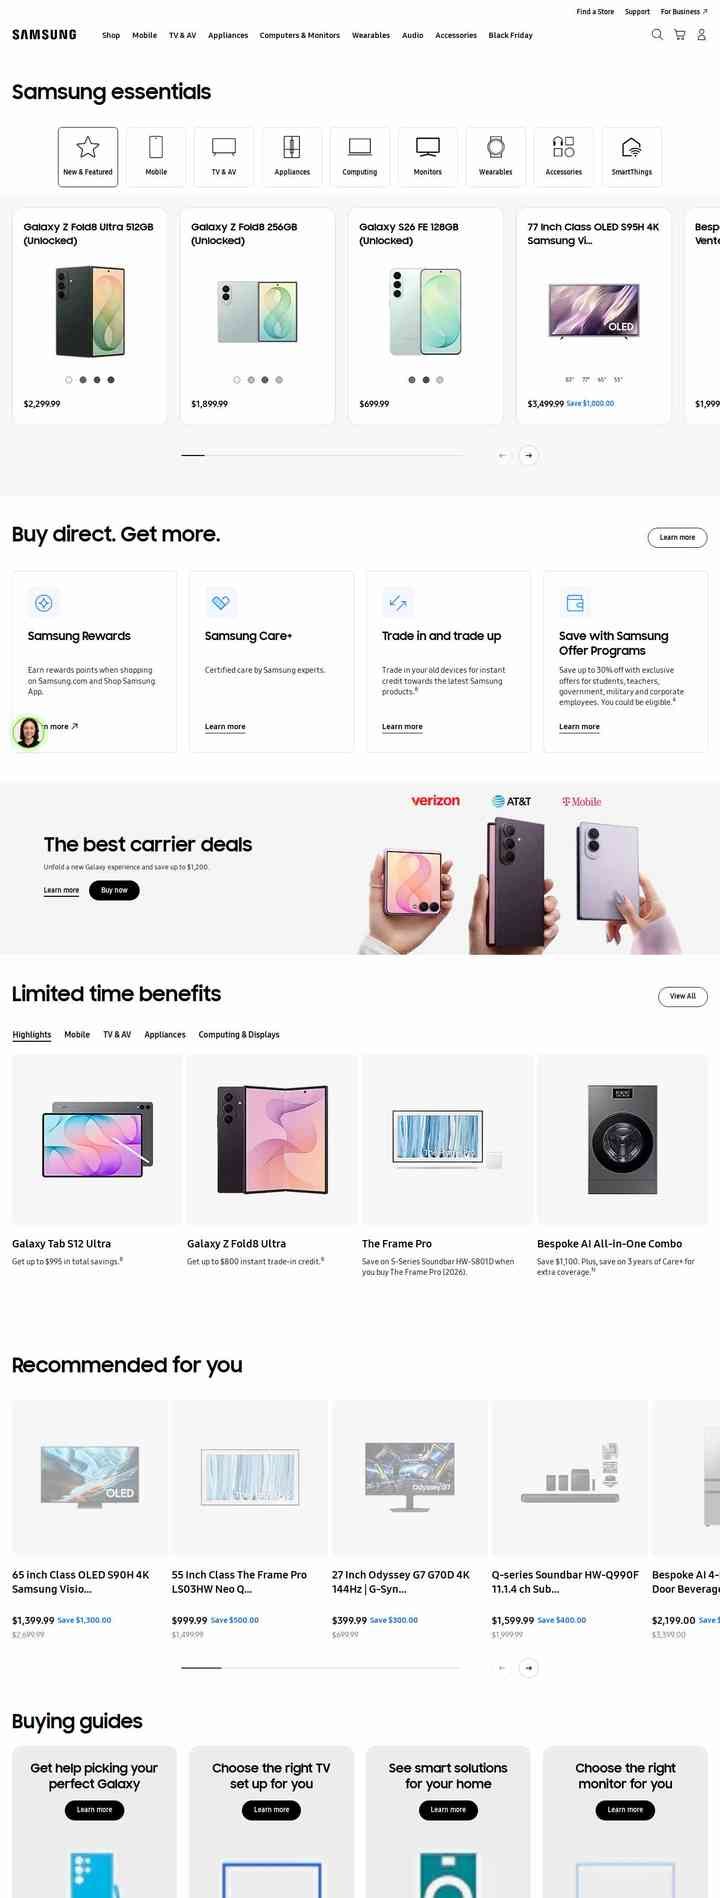 Find a Store Support For Business
SAMSUNG Shop Mobile TV & AV Appliances Computers & Monitors Wearables Audio Accessories Black Friday
Samsung essentials
New & Featured Mobile TV & AV Appliances Computing Monitors Wearables Accessories SmartThings
Galaxy Z Fold8 Ultra 512GB
(Unlocked)
$2,299.99
Galaxy Z Fold8 256GB
(Unlocked)
$1,899.99
Galaxy S26 FE 128GB
(Unlocked)
$699.99
77 Inch Class OLED S95H 4K
Samsung Vi...
OLED
83" 77" 65" 55"
$3,499.99 Save $1,000.00
Besp
Vente
$1,999
Buy direct. Get more.
Learn more
Samsung Rewards
Earn rewards points when shopping
on Samsung.com and Shop Samsung
App.
n more
Samsung Care+
Certified care by Samsung experts.
Learn more
Trade in and trade up
Trade in your old devices for instant
credit towards the latest Samsung
products.
Learn more
Save with Samsung
Offer Programs
Save up to 30% off with exclusive
offers for students, teachers,
government, military and corporate
employees. You could be eligible.
Learn more
verizon AT&T T Mobile
The best carrier deals
Unfold a new Galaxy experience and save up to $1,200.
Learn more Buy now
Limited time benefits
View All
Highlights Mobile TV & AV Appliances Computing & Displays
Galaxy Tab S12 Ultra
Get up to $995 in total savings.
Galaxy Z Fold8 Ultra
Get up to $800 instant trade-in credit.
The Frame Pro
Save on S-Series Soundbar HW-S801D when
you buy The Frame Pro (2026).
Bespoke AI All-in-One Combo
Save $1,100. Plus, save on 3 years of Care+ for
extra coverage.
Recommended for you
OLED
65 inch Class OLED S90H 4K
Samsung Visio...
$1,399.99 Save $1,300.00
$2,699.99
55 Inch Class The Frame Pro
LS03HW Neo Q...
$999.99 Save $500.00
$1,499.99
Odyssey G7
27 Inch Odyssey G7 G70D 4K
144Hz | G-Syn...
$399.99 Save $300.00
$699.99
Q-series Soundbar HW-Q990F
11.1.4 ch Sub...
$1,599.99 Save $400.00
$1,999.99
Bespoke AI 4-
Door Beverage
$2,199.00 Save $
$3,399.00
Buying guides
Get help picking your
perfect Galaxy
Learn more
Choose the right TV
set up for you
Learn more
See smart solutions
for your home
Learn more
Choose the right
monitor for you
Learn more